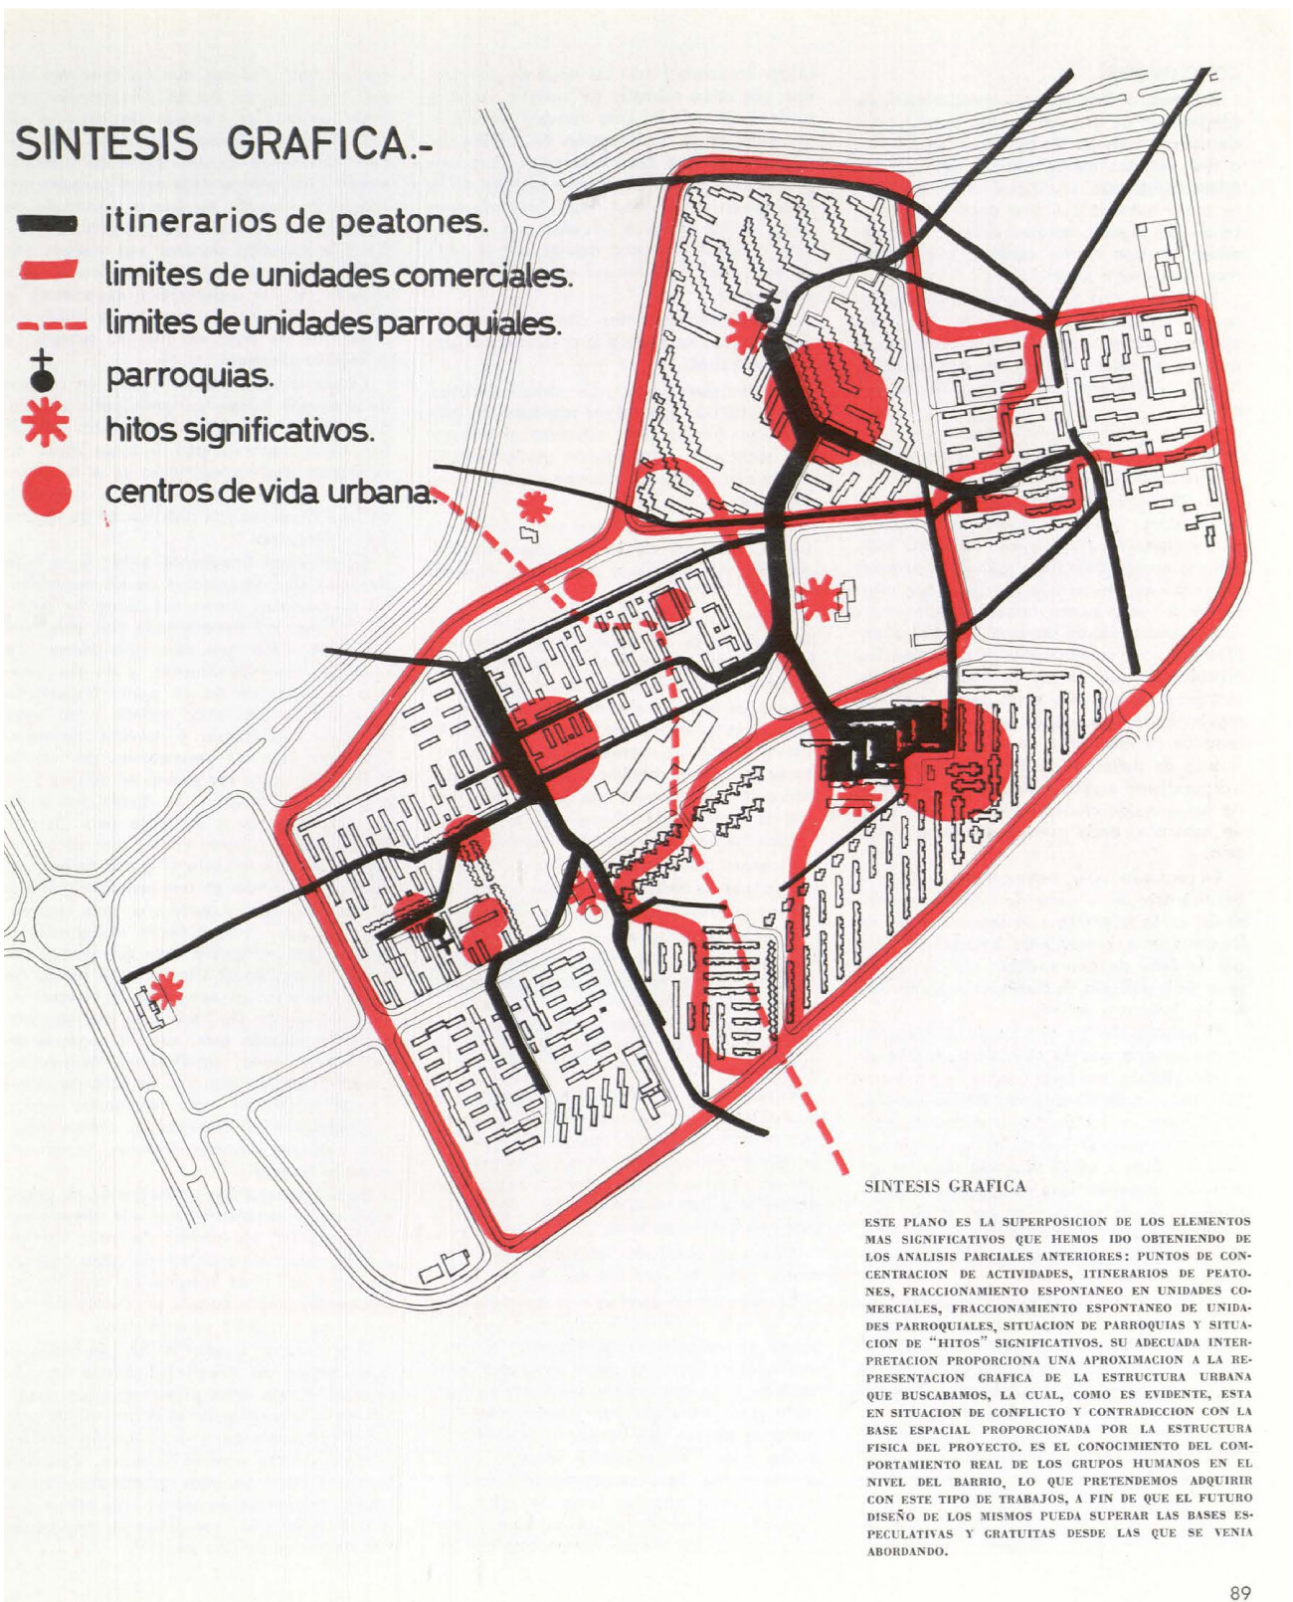 SINTESIS GRAFICA.-
itinerarios de peatones.
limites de unidades comerciales.
limites de unidades parroquiales.
parroquias.
hitos significativos.
centros de vida urbana.
SINTESIS GRAFICA
ESTE PLANO ES LA SUPERPOSICION DE LOS ELEMENTOS
MAS SIGNIFICATIVOS QUE HEMOS IDO OBTENIENDO DE
LOS ANALISIS PARCIALES ANTERIORES: PUNTOS DE CON-
CENTRACION DE ACTIVIDADES, ITINERARIOS DE PEATO-
NES, FRACCIONAMIENTO ESPONTANEO EN UNIDADES CO-
MERCIALES, FRACCIONAMIENTO ESPONTANEO DE UNIDA-
DES PARROQUIALES, SITUACION DE PARROQUIAS Y SITUA-
CION DE "HITOS" SIGNIFICATIVOS. SU ADECUADA INTER-
PRETACION PROPORCIONA UNA APROXIMACION A LA RE-
PRESENTACION GRAFICA DE LA ESTRUCTURA URBANA
QUE BUSCABAMOS, LA CUAL, COMO ES EVIDENTE, ESTA
EN SITUACION DE CONFLICTO Y CONTRADICCION CON LA
BASE ESPACIAL PROPORCIONADA POR LA ESTRUCTURA
FISICA DEL PROYECTO. ES EL CONOCIMIENTO DEL COM-
PORTAMIENTO REAL DE LOS GRUPOS HUMANOS EN EL
NIVEL DEL BARRIO, LO QUE PRETENDEMOS ADQUIRIR
CON ESTE TIPO DE TRABAJOS, A FIN DE QUE EL FUTURO
DISEÑO DE LOS MISMOS PUEDA SUPERAR LAS BASES ES-
PECULATIVAS Y GRATUITAS DESDE LAS QUE SE VENIA
ABORDANDO.
89